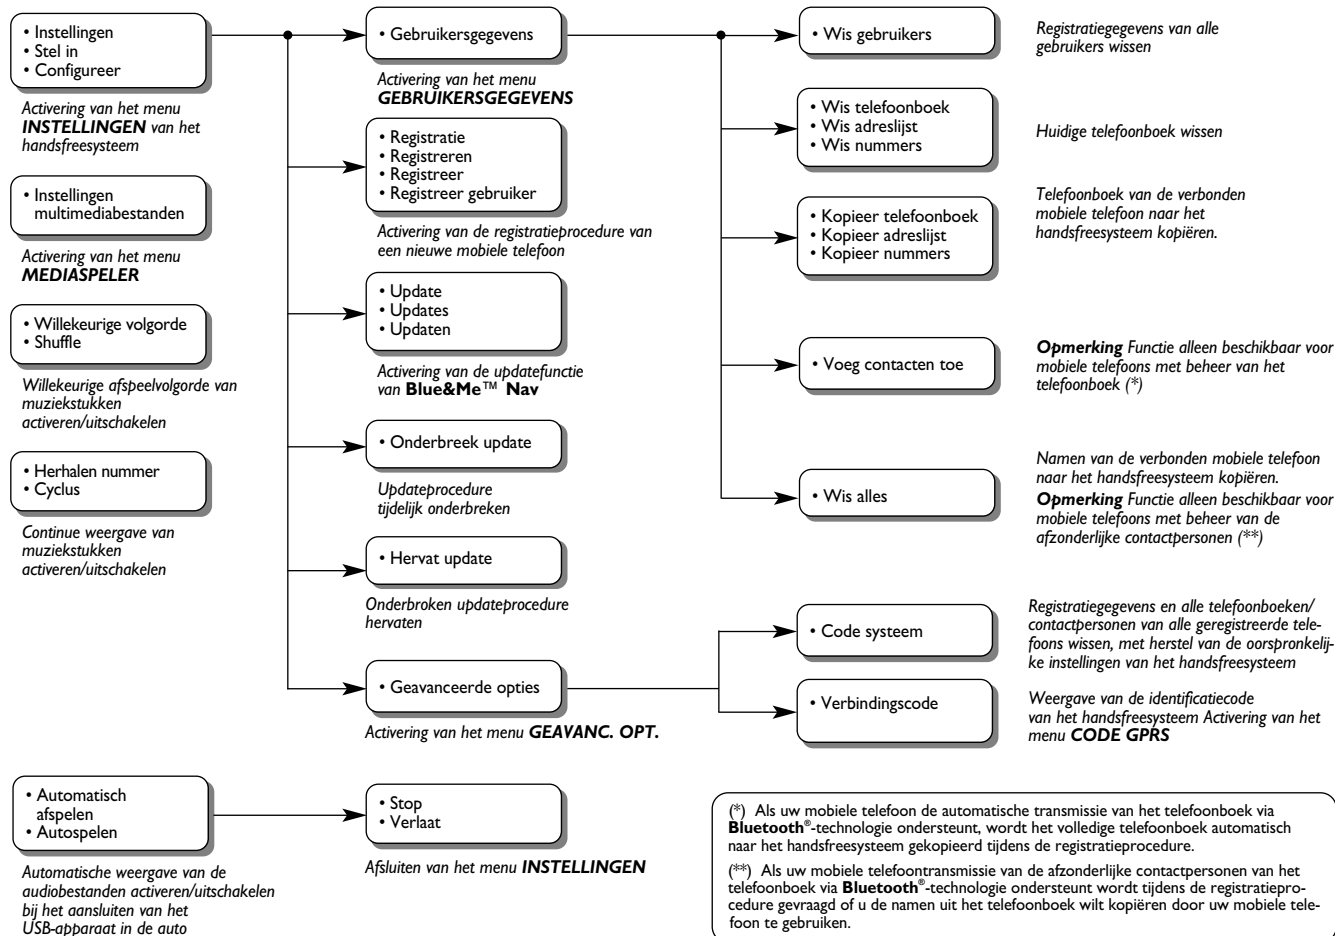 • Instellingen
• Stel in
• Configureer
Activering van het menu
INSTELLINGEN van het
handsfreesysteem
• Instellingen
multimediabestanden
Activering van het menu
MEDIASPELER
• Willekeurige volgorde
• Shuffle
Willekeurige afspeelvolgorde van
muziekstukken
activeren/uitschakelen
• Herhalen nummer
• Cyclus
Continue weergave van
muziekstukken
activeren/uitschakelen
• Automatisch
afspelen
• Autospelen
Automatische weergave van de
audiobestanden activeren/uitschakelen
bij het aansluiten van het
USB-apparaat in de auto
• Gebruikersgegevens
Activering van het menu
GEBRUIKERSGEGEVENS
• Registratie
• Registreren
• Registreer
• Registreer gebruiker
Activering van de registratieprocedure van
een nieuwe mobiele telefoon
• Update
• Updates
• Updaten
Activering van de updatefunctie
van Blue&Me™ Nav
• Onderbreek update
Updateprocedure
tijdelijk onderbreken
• Hervat update
Onderbroken updateprocedure
hervaten
• Geavanceerde opties
Activering van het menu GEAVANC. OPT.
• Stop
• Verlaat
Afsluiten van het menu INSTELLINGEN
• Wis gebruikers
Registratiegegevens van alle
gebruikers wissen
• Wis telefoonboek
• Wis adreslijst
• Wis nummers
Huidige telefoonboek wissen
• Kopieer telefoonboek
• Kopieer adreslijst
• Kopieer nummers
Telefoonboek van de verbonden
mobiele telefoon naar het
handsfreesysteem kopiëren.
• Voeg contacten toe
Opmerking Functie alleen beschikbaar voor
mobiele telefoons met beheer van het
telefoonboek (*)
• Wis alles
Namen van de verbonden mobiele telefoon
naar het handsfreesysteem kopiëren.
Opmerking Functie alleen beschikbaar voor
mobiele telefoons met beheer van de
afzonderlijke contactpersonen (**)
• Code systeem
Registratiegegevens en alle telefoonboeken/
contactpersonen van alle geregistreerde tele-
foons wissen, met herstel van de oorspronkelij-
ke instellingen van het handsfreesysteem
• Verbindingscode
Weergave van de identificatiecode
van het handsfreesysteem Activering van het
menu CODE GPRS
(*) Als uw mobiele telefoon de automatische transmissie van het telefoonboek via
Bluetooth®-technologie ondersteunt, wordt het volledige telefoonboek automatisch
naar het handsfreesysteem gekopieerd tijdens de registratieprocedure.
(**) Als uw mobiele telefoontransmissie van de afzonderlijke contactpersonen van het
telefoonboek via Bluetooth®-technologie ondersteunt wordt tijdens de registratiepro-
cedure gevraagd of u de namen uit het telefoonboek wilt kopiëren door uw mobiele tele-
foon te gebruiken.